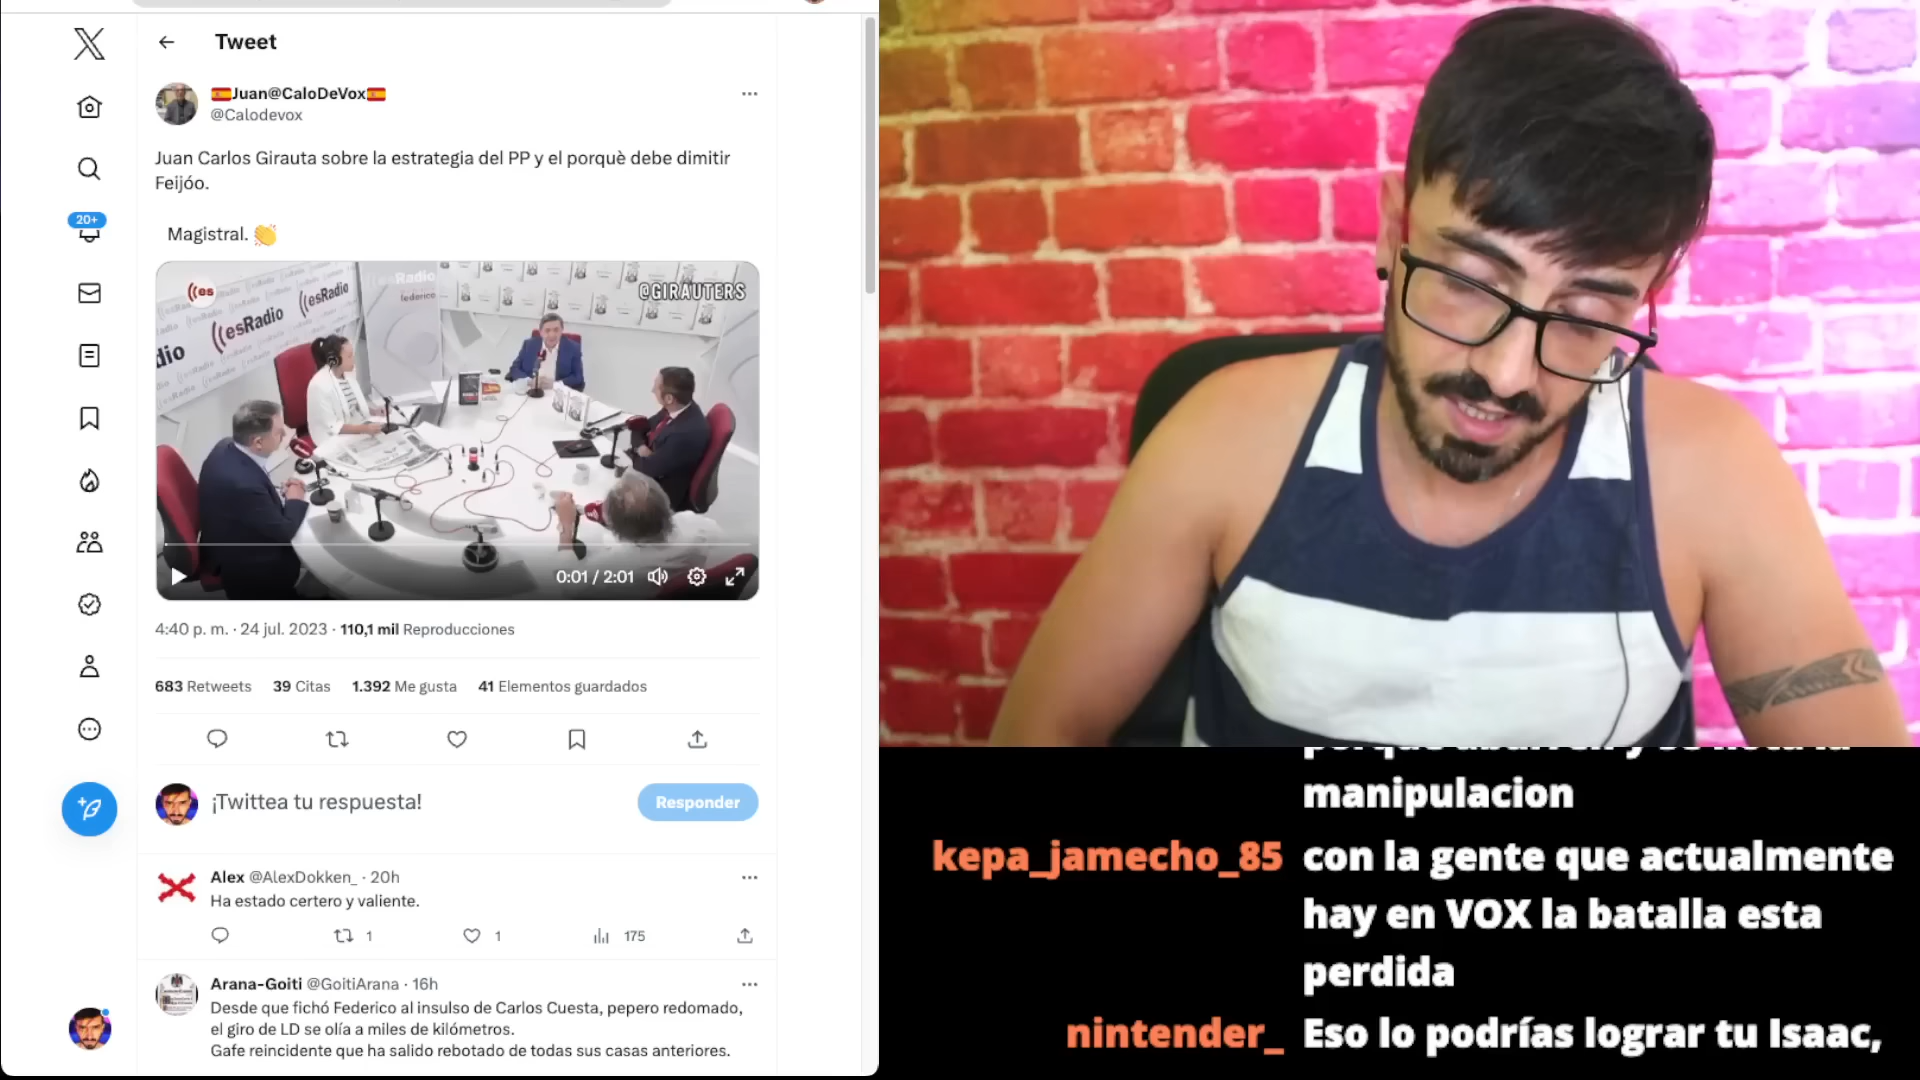 Tweet
Juan@CaloDeVox
@Calodevox
Juan Carlos Girauta sobre la estrategia del PP y el porquè debe dimitir
Feijóo.
Magistral.
((es
@GIRAUTERS
esRadio
federico
((esRadio
((esRadio
dio
0:01 / 2:01
4:40 p. m. · 24 jul. 2023 · 110,1 mil Reproducciones
683 Retweets 39 Citas 1.392 Me gusta 41 Elementos guardados
20+
¡Twittea tu respuesta!
Responder
Alex @AlexDokken_ · 20h
Ha estado certero y valiente.
1 1 175
Arana-Goiti @GoitiArana · 16h
Desde que fichó Federico al insulso de Carlos Cuesta, pepero redomado,
el giro de LD se olía a miles de kilómetros.
Gafe reincidente que ha salido rebotado de todas sus casas anteriores.
manipulacion
kepa_jamecho_85 con la gente que actualmente
hay en VOX la batalla esta
perdida
nintender_ Eso lo podrías lograr tu Isaac,